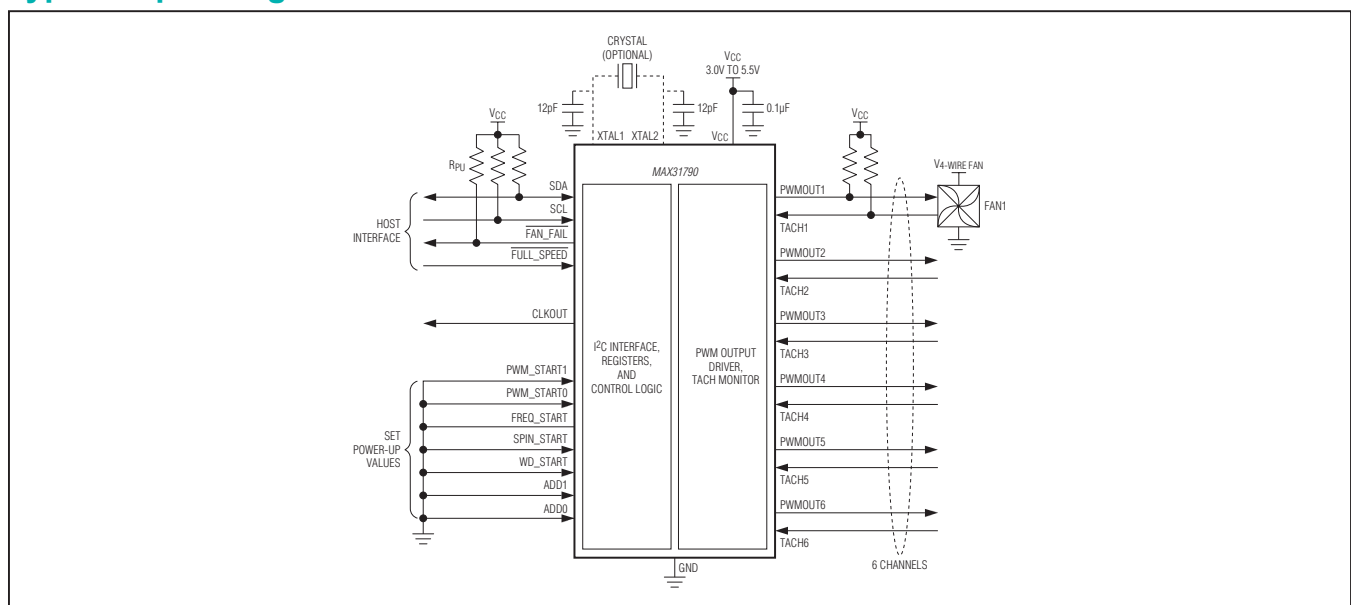 CRYSTAL
(OPTIONAL)
VCC
3.0V TO 5.5V
12pF
12pF
0.1µF
VCC
XTAL1 XTAL2
VCC
VCC
RPU
MAX31790
V4-WIRE FAN
SDA
PWMOUT1
FAN1
SCL
TACH1
HOST
INTERFACE
FAN_FAIL
FULL_SPEED
PWMOUT2
TACH2
CLKOUT
PWMOUT3
TACH3
I2C INTERFACE,
REGISTERS,
AND
CONTROL LOGIC
PWM OUTPUT
DRIVER,
TACH MONITOR
PWM_START1
PWMOUT4
PWM_START0
TACH4
FREQ_START
SET
POWER-UP
VALUES
SPIN_START
PWMOUT5
WD_START
TACH5
ADD1
ADD0
PWMOUT6
TACH6
GND
6 CHANNELS